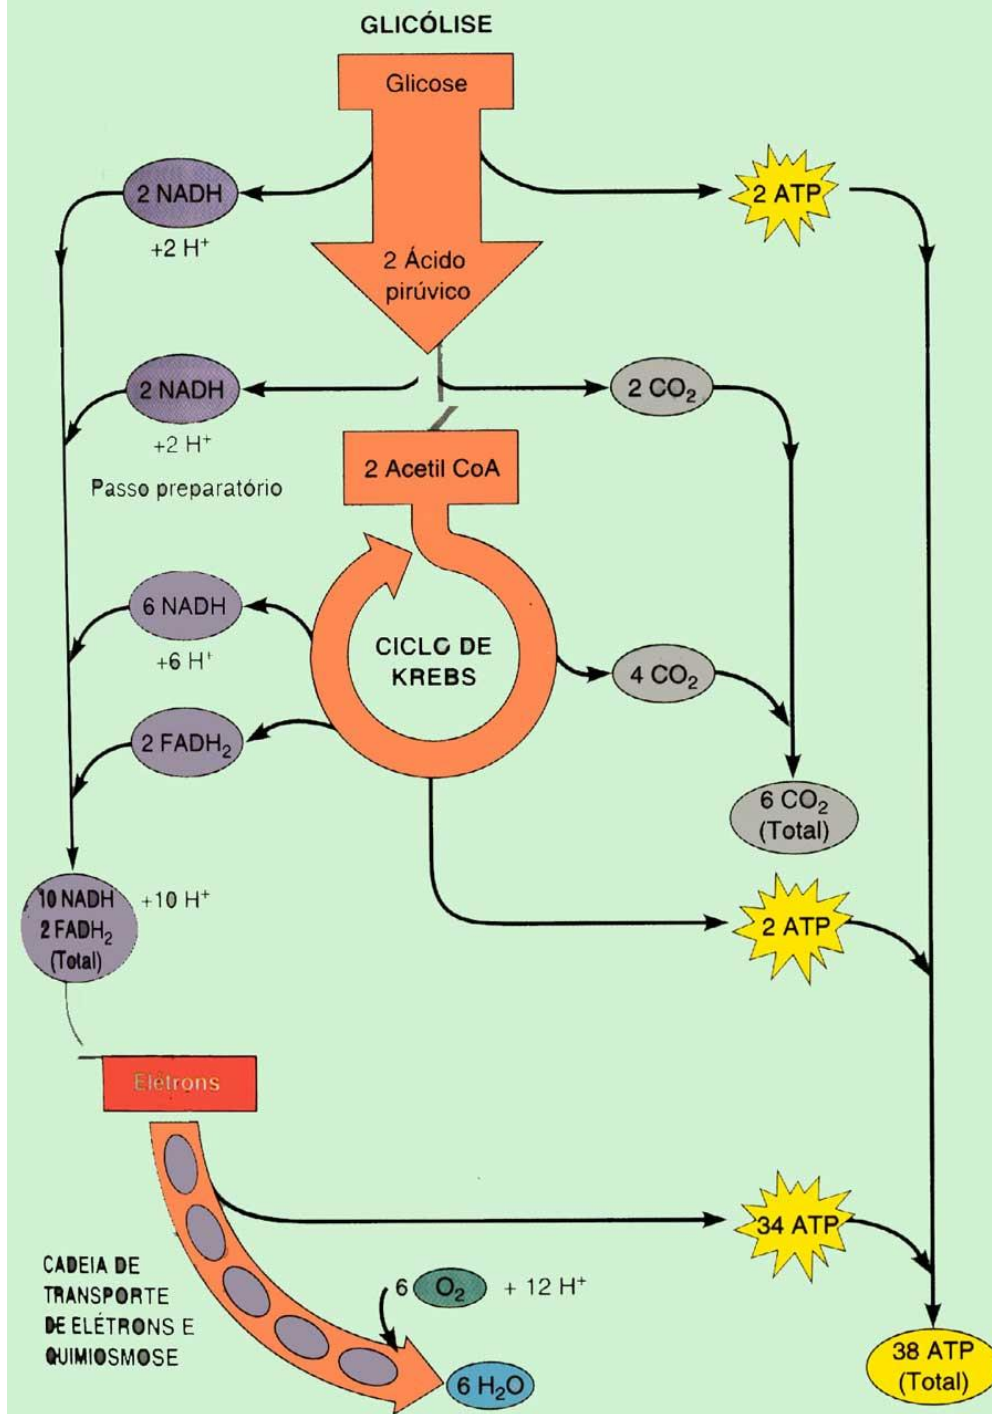 GLICÓLISE
Glicose
2 NADH
+2 H⁺
2 ATP
2 Ácido
pirúvico
2 NADH
+2 H⁺
2 CO₂
Passo preparatório
2 Acetil CoA
6 NADH
+6 H⁺
CICLO DE
KREBS
4 CO₂
2 FADH₂
6 CO₂
(Total)
10 NADH
2 FADH₂
(Total)
+10 H⁺
2 ATP
Elétrons
34 ATP
CADEIA DE
TRANSPORTE
DE ELÉTRONS E
QUIMIOSMOSE
6 O₂ + 12 H⁺
6 H₂O
38 ATP
(Total)